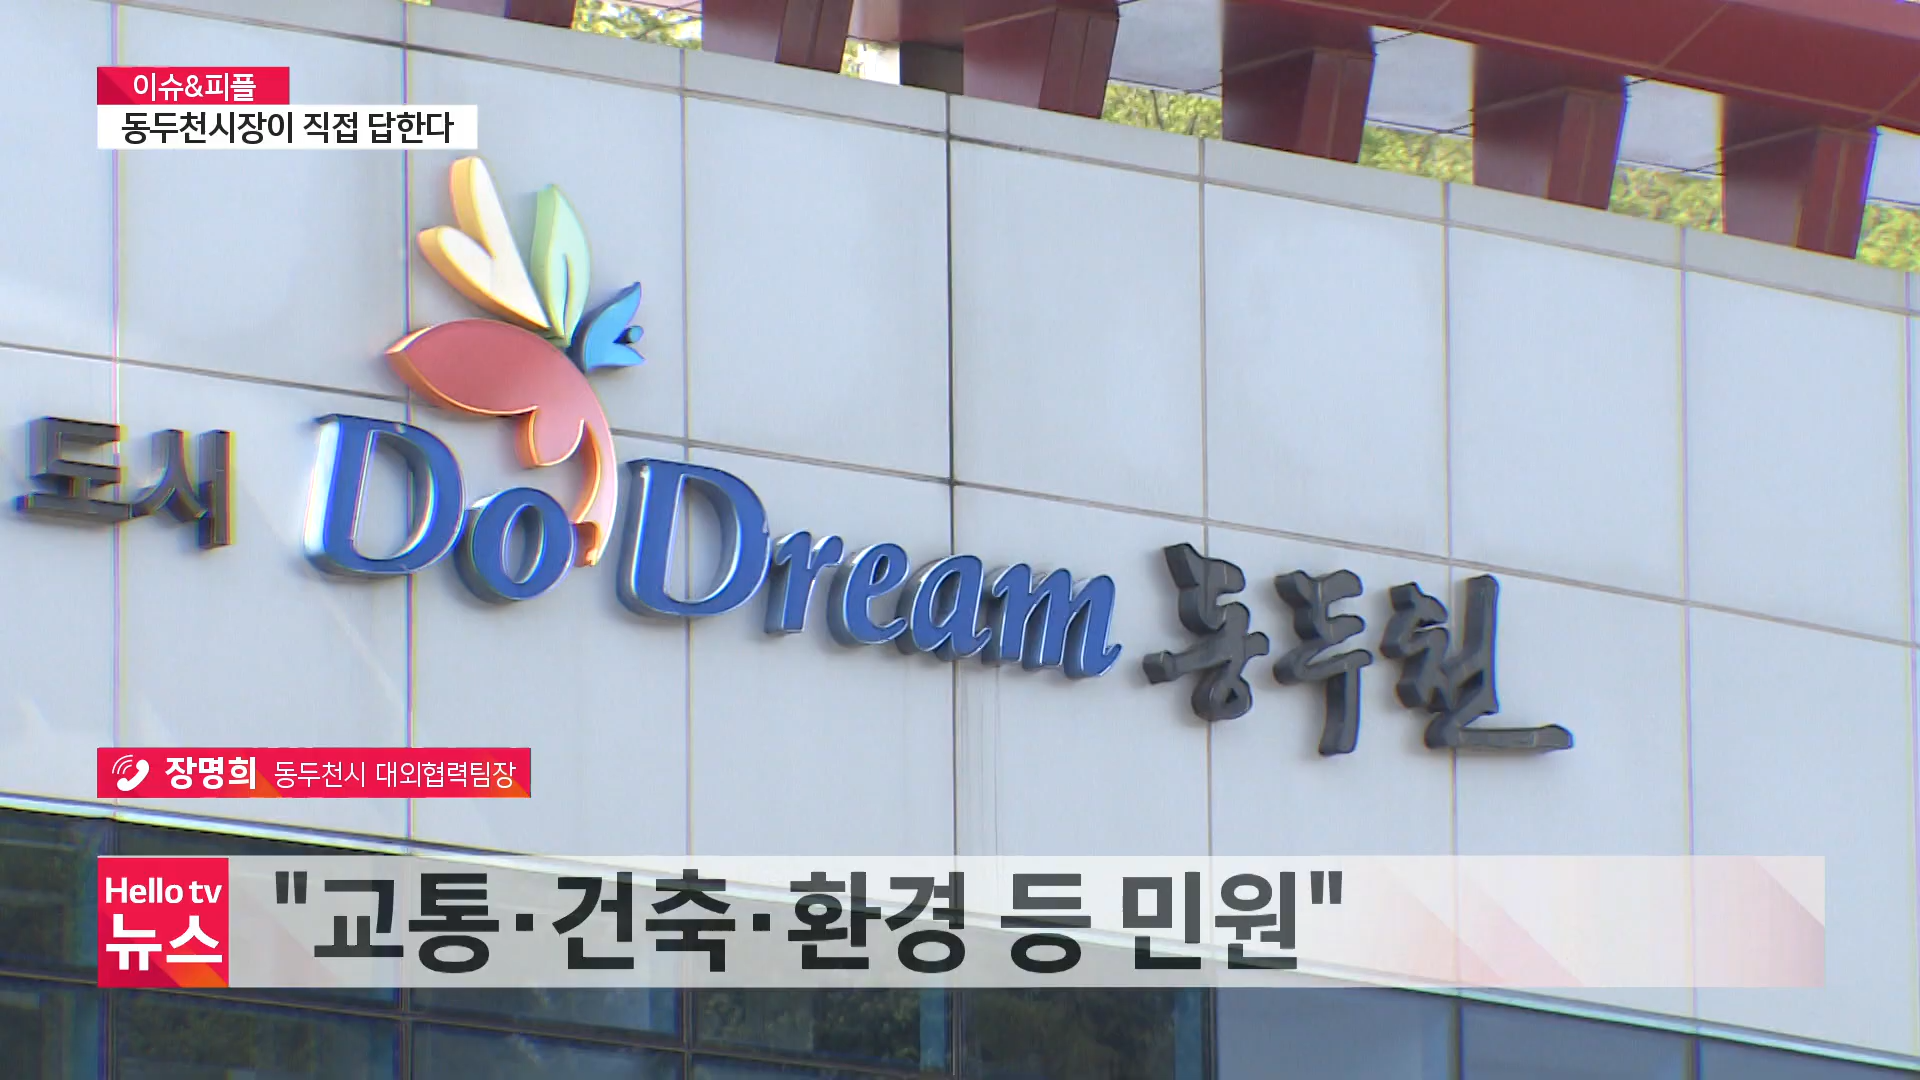 이슈&피플
동두천시장이 직접 답한다
도시 Do Dream 동두천
장명희 동두천시 대외협력팀장
Hello tv
뉴스
"교통·건축·환경 등 민원"